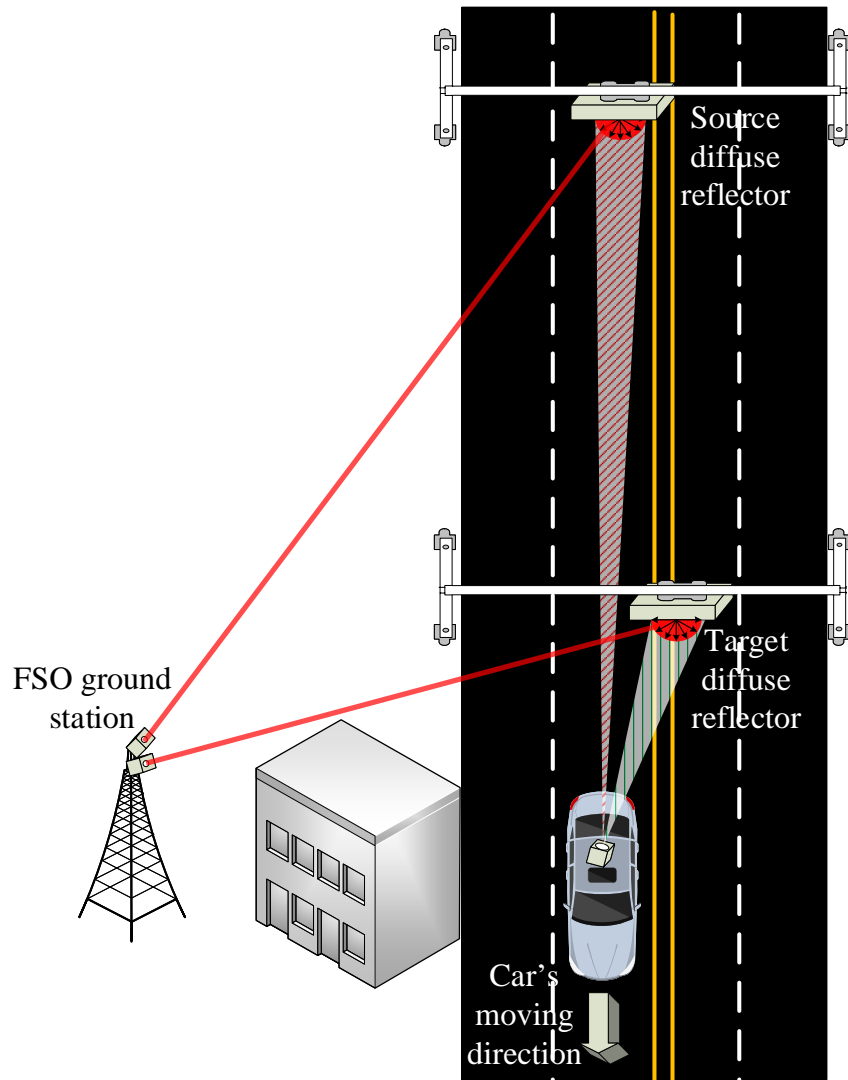 Source
diffuse
reflector
FSO ground
station
Target
diffuse
reflector
Car's
moving
direction